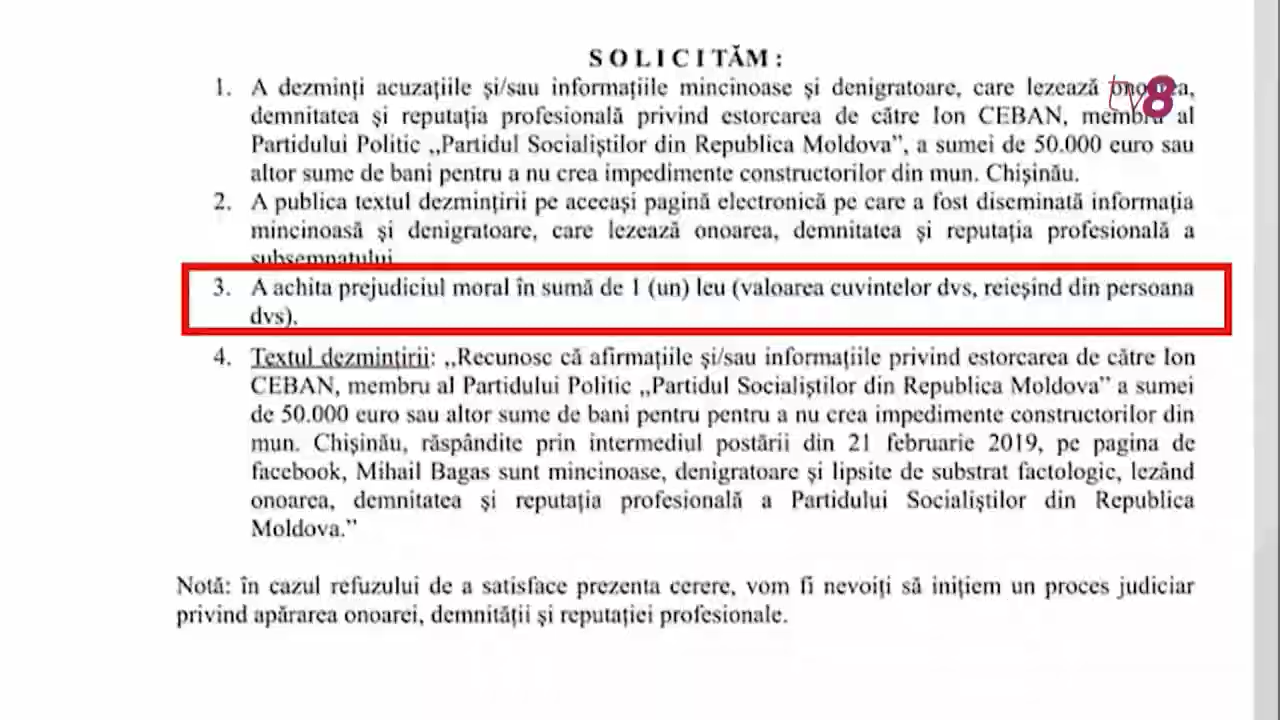 SOLICITĂM:
1. A dezminți acuzațiile și/sau informațiile mincinoase și denigratoare, care lezează onoarea,
demnitatea și reputația profesională privind estorcarea de către Ion CEBAN, membru al
Partidului Politic „Partidul Socialiștilor din Republica Moldova”, a sumei de 50.000 euro sau
altor sume de bani pentru a nu crea impedimente constructorilor din mun. Chișinău.
2. A publica textul dezmințirii pe aceeași pagină electronică pe care a fost diseminată informația
mincinoasă și denigratoare, care lezează onoarea, demnitatea și reputația profesională a
subsemnatului
3. A achita prejudiciul moral în sumă de 1 (un) leu (valoarea cuvintelor dvs, reieșind din persoana
dvs).
4. Textul dezmințirii: „Recunosc că afirmațiile și/sau informațiile privind estorcarea de către Ion
CEBAN, membru al Partidului Politic „Partidul Socialiștilor din Republica Moldova” a sumei
de 50.000 euro sau altor sume de bani pentru pentru a nu crea impedimente constructorilor din
mun. Chișinău, răspândite prin intermediul postării din 21 februarie 2019, pe pagina de
facebook, Mihail Bagas sunt mincinoase, denigratoare și lipsite de substrat factologic, lezând
onoarea, demnitatea și reputația profesională a Partidului Socialiștilor din Republica
Moldova.”
Notă: în cazul refuzului de a satisface prezenta cerere, vom fi nevoiți să inițiem un proces judiciar
privind apărarea onoarei, demnității și reputației profesionale.
tv8